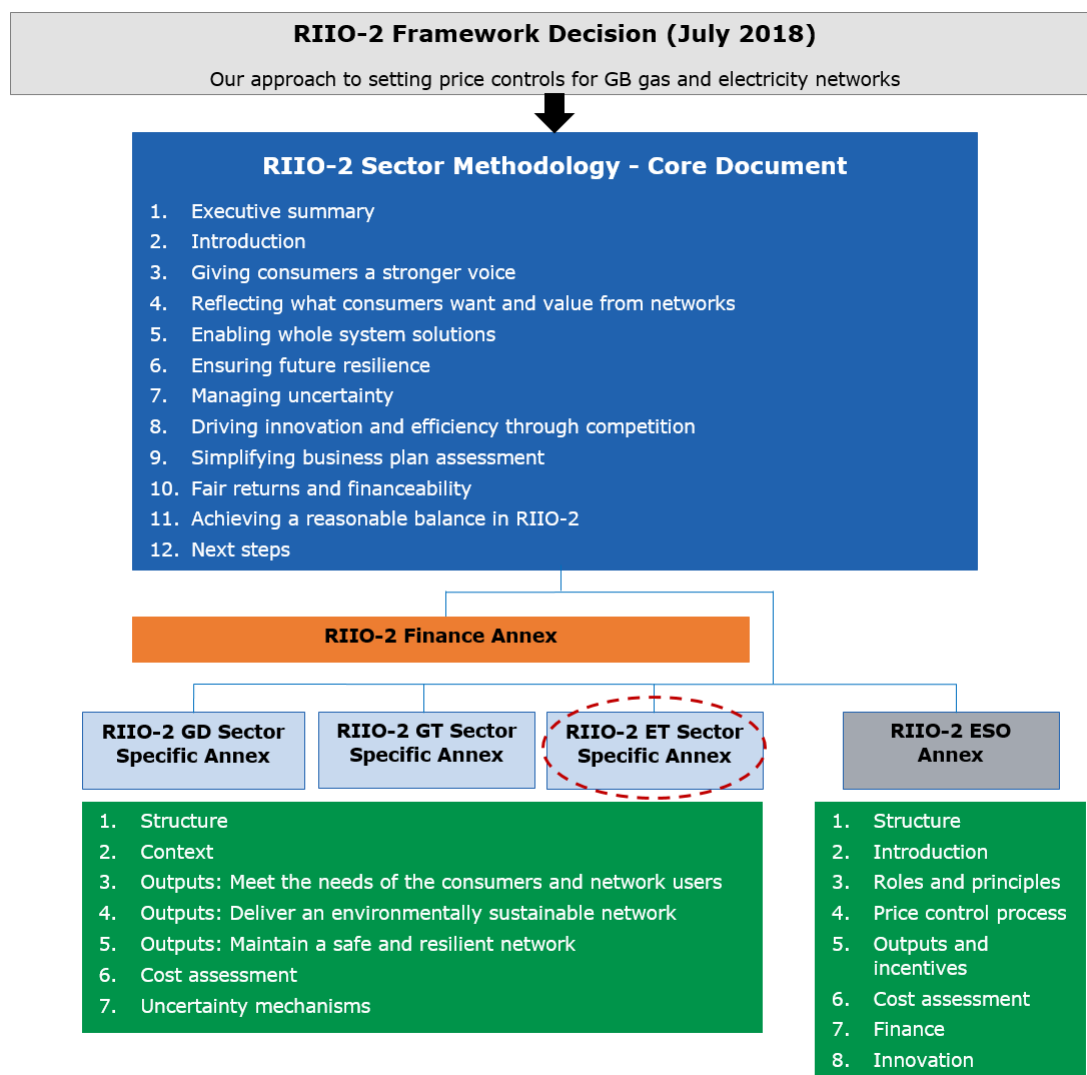 RIIO-2 Framework Decision (July 2018)
Our approach to setting price controls for GB gas and electricity networks
RIIO-2 Sector Methodology - Core Document
1. Executive summary
2. Introduction
3. Giving consumers a stronger voice
4. Reflecting what consumers want and value from networks
5. Enabling whole system solutions
6. Ensuring future resilience
7. Managing uncertainty
8. Driving innovation and efficiency through competition
9. Simplifying business plan assessment
10. Fair returns and financeability
11. Achieving a reasonable balance in RIIO-2
12. Next steps
RIIO-2 Finance Annex
RIIO-2 GD Sector
Specific Annex
RIIO-2 GT Sector
Specific Annex
RIIO-2 ET Sector
Specific Annex
RIIO-2 ESO
Annex
1. Structure
2. Context
3. Outputs: Meet the needs of the consumers and network users
4. Outputs: Deliver an environmentally sustainable network
5. Outputs: Maintain a safe and resilient network
6. Cost assessment
7. Uncertainty mechanisms
1. Structure
2. Introduction
3. Roles and principles
4. Price control process
5. Outputs and
incentives
6. Cost assessment
7. Finance
8. Innovation